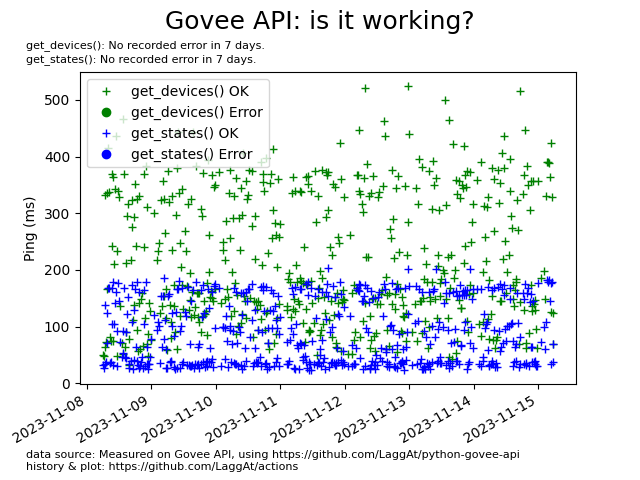 Govee API: is it working?
get_devices(): No recorded error in 7 days.
get_states(): No recorded error in 7 days.
get_devices() OK
get_devices() Error
get_states() OK
get_states() Error
Ping (ms)
500
400
300
200
100
0
2023-11-08
2023-11-09
2023-11-10
2023-11-11
2023-11-12
2023-11-13
2023-11-14
2023-11-15
data source: Measured on Govee API, using https://github.com/LaggAt/python-govee-api
history & plot: https://github.com/LaggAt/actions